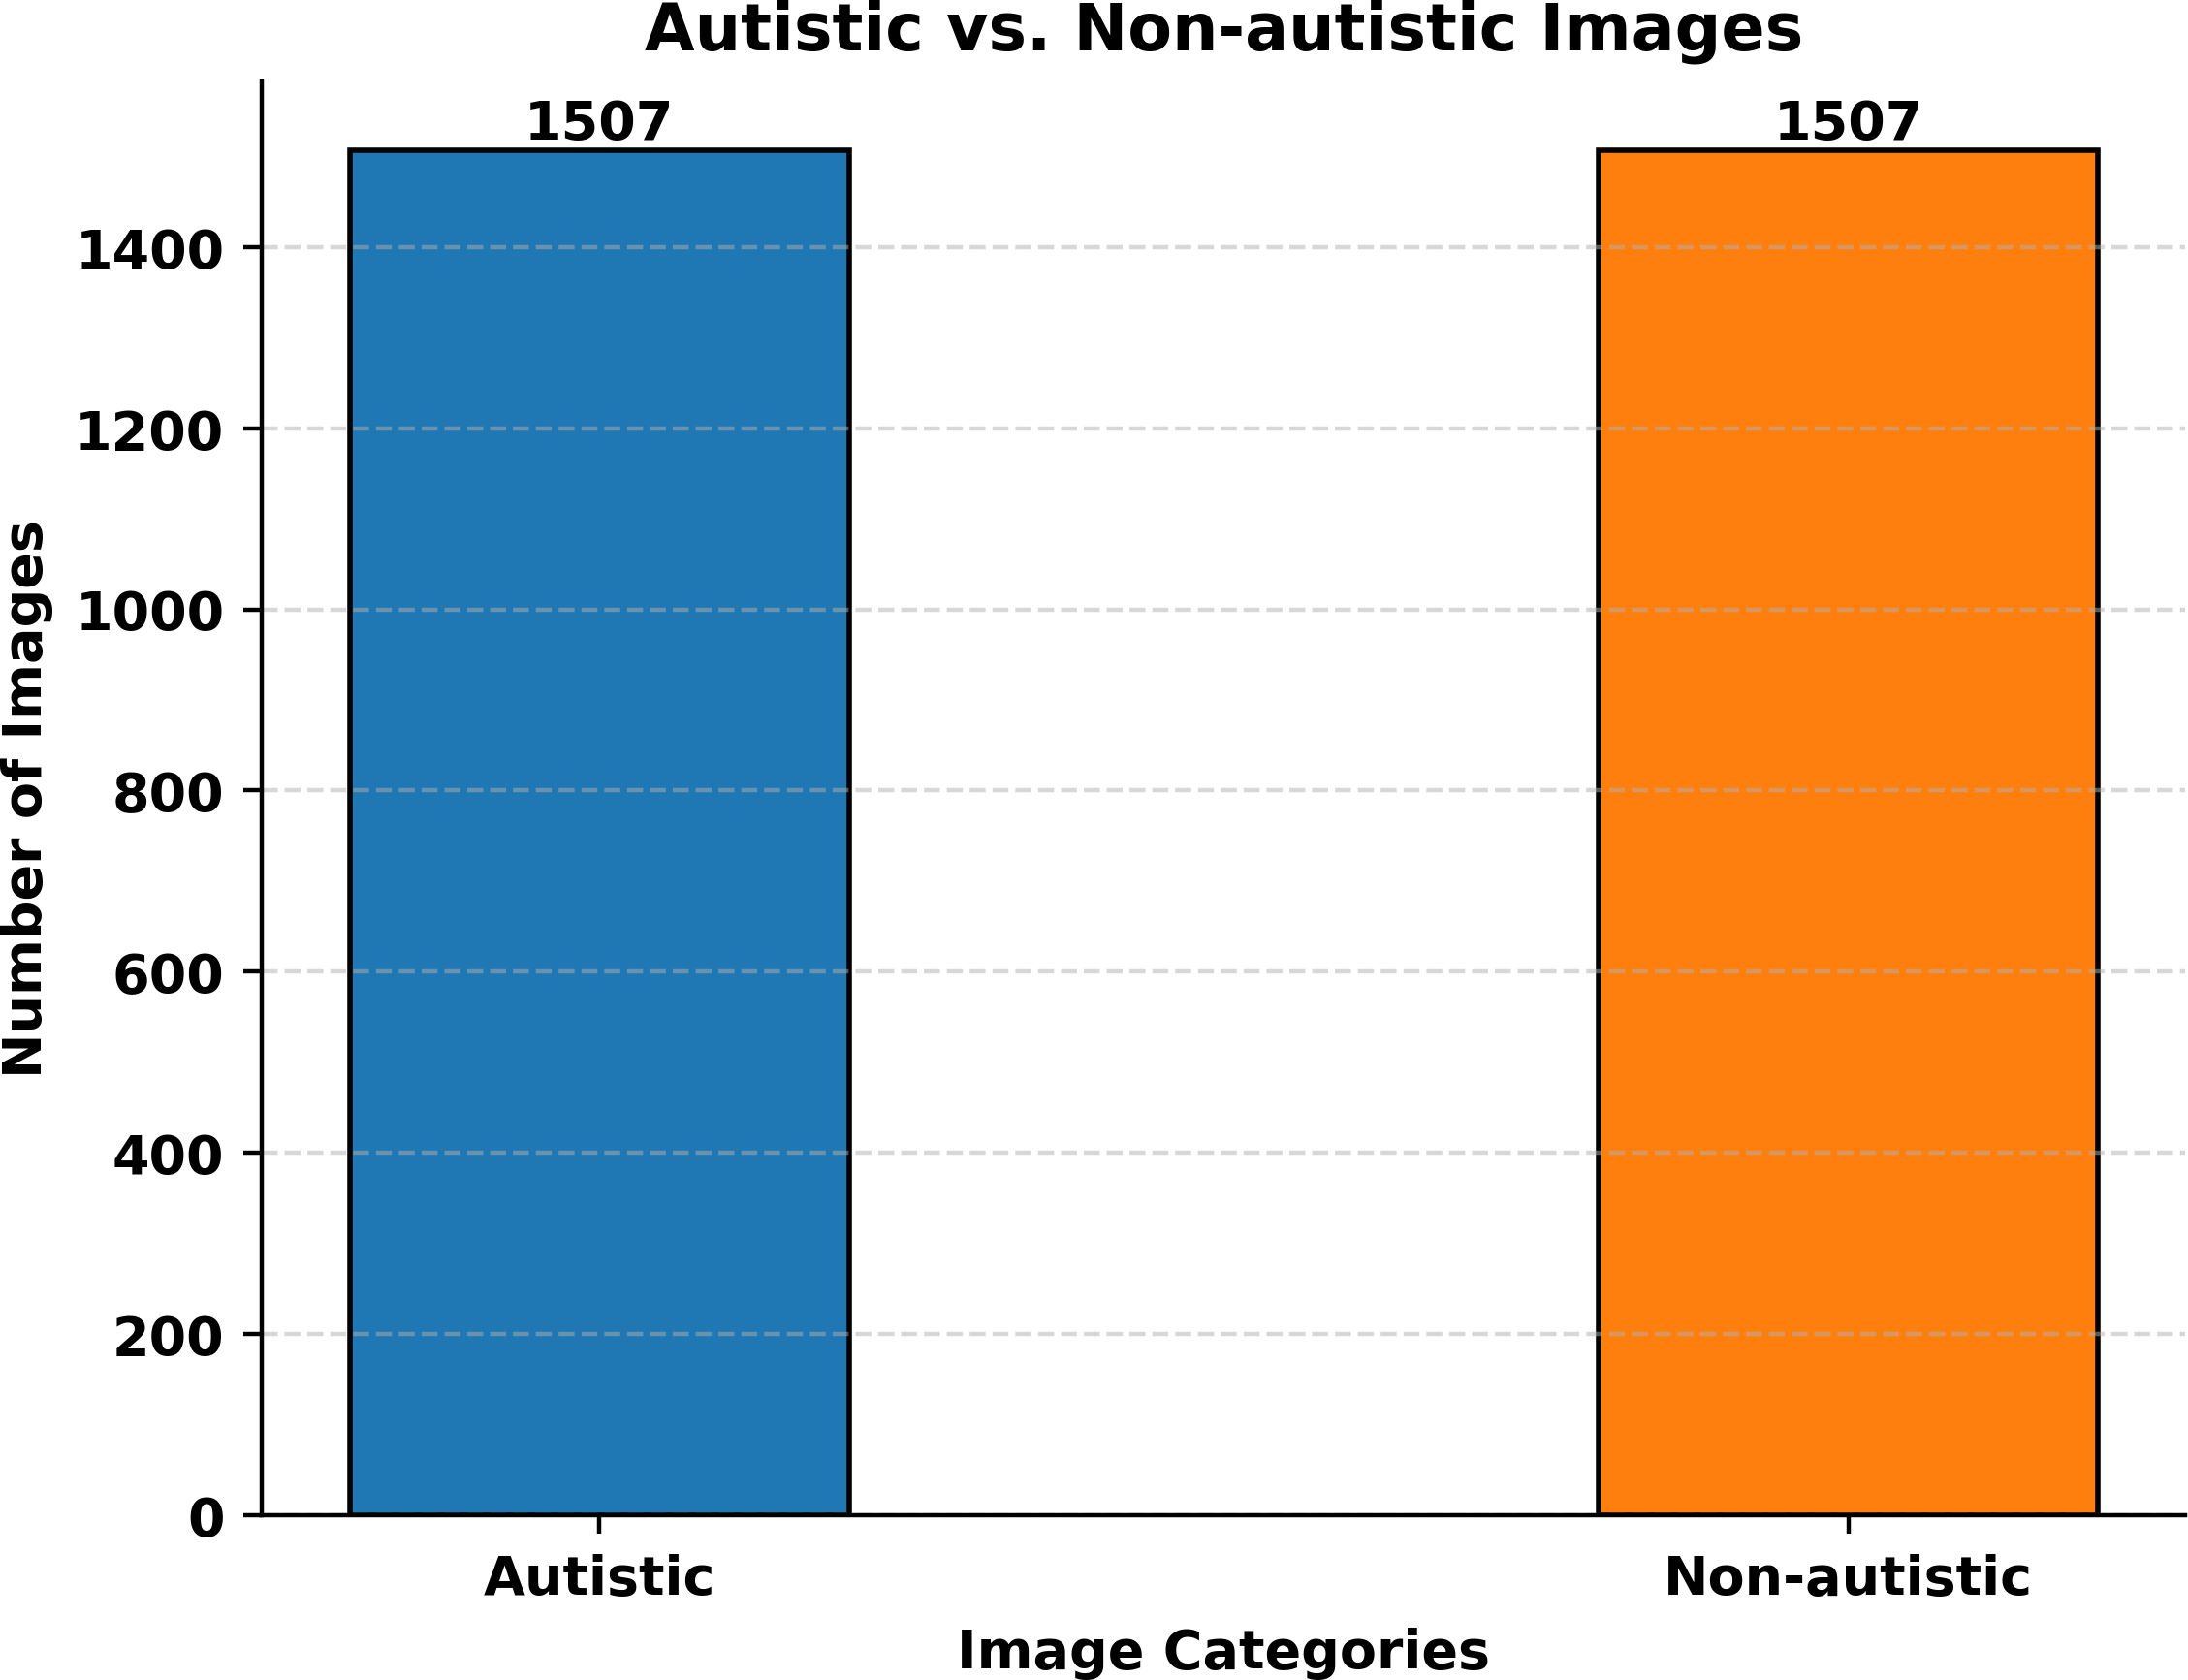 Autistic vs. Non-autistic Images
1507
1507
1400
1200
1000
800
600
400
200
0
Number of Images
Autistic
Non-autistic
Image Categories